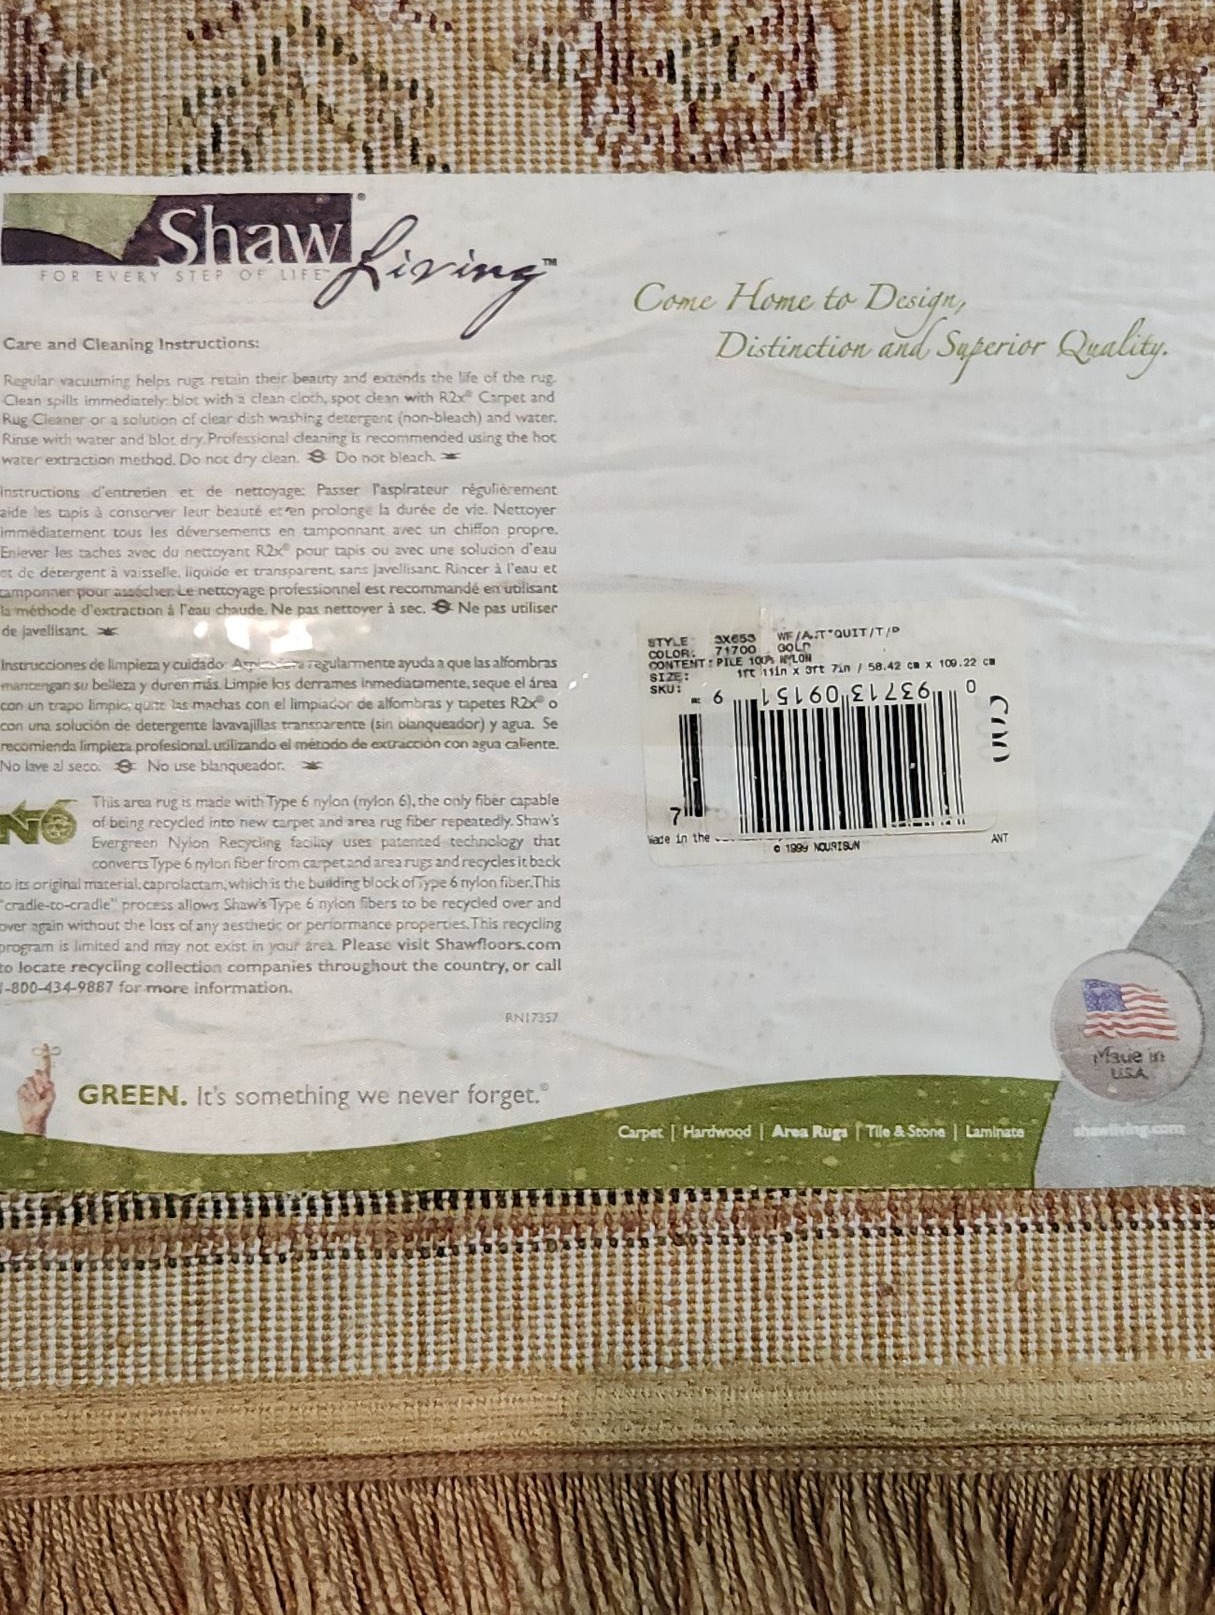 Shaw®
Living™
FOR EVERY STEP OF LIFE™
Come Home to Design,
Distinction and Superior Quality.
Care and Cleaning Instructions:
Regular vacuuming helps rugs retain their beauty and extends the life of the rug.
Clean spills immediately: blot with a clean cloth, spot clean with R2x® Carpet and
Rug Cleaner or a solution of clear dish washing detergent (non-bleach) and water.
Rinse with water and blot dry. Professional cleaning is recommended using the hot
water extraction method. Do not dry clean. Do not bleach.
Instructions d'entretien et de nettoyage: Passer l'aspirateur régulièrement
aide les tapis à conserver leur beauté et en prolonge la durée de vie. Nettoyer
immédiatement tous les déversements en tamponnant avec un chiffon propre.
Enlever les taches avec du nettoyant R2x® pour tapis ou avec une solution d'eau
et de détergent à vaisselle, liquide et transparent, sans javellisant. Rincer à l'eau et
tamponner pour assécher. Le nettoyage professionnel est recommandé en utilisant
la méthode d'extraction à l'eau chaude. Ne pas nettoyer à sec. Ne pas utiliser
de javellisant.
Instrucciones de limpieza y cuidado: regularmente ayuda a que las alfombras
mantengan su belleza y duren más. Limpie los derrames inmediatamente, seque el área
con un trapo limpio; quite las machas con el limpiador de alfombras y tapetes R2x® o
con una solución de detergente lavavajillas transparente (sin blanqueador) y agua. Se
recomienda limpieza profesional utilizando el método de extracción con agua caliente.
No lave al seco. No use blanqueador.
N6
This area rug is made with Type 6 nylon (nylon 6), the only fiber capable
of being recycled into new carpet and area rug fiber repeatedly. Shaw's
Evergreen Nylon Recycling facility uses patented technology that
converts Type 6 nylon fiber from carpet and area rugs and recycles it back
to its original material, caprolactam, which is the building block of Type 6 nylon fiber. This
"cradle-to-cradle" process allows Shaw's Type 6 nylon fibers to be recycled over and
over again without the loss of any aesthetic or performance properties. This recycling
program is limited and may not exist in your area. Please visit Shawfloors.com
to locate recycling collection companies throughout the country, or call
1-800-434-9887 for more information.
RN17357
GREEN. It's something we never forget.®
STYLE 3X653
COLOR: 71700 GOLD
CONTENT: PILE 100% NYLON
SIZE: 1ft 11in x 3ft 7in / 58.42 cm x 109.22 cm
SKU:
0 93713 09151 6
7
Made in the
© 1999 NOURISON
ANT
Made in
USA
Carpet | Hardwood | Area Rugs | Tile & Stone | Laminate
shawliving.com